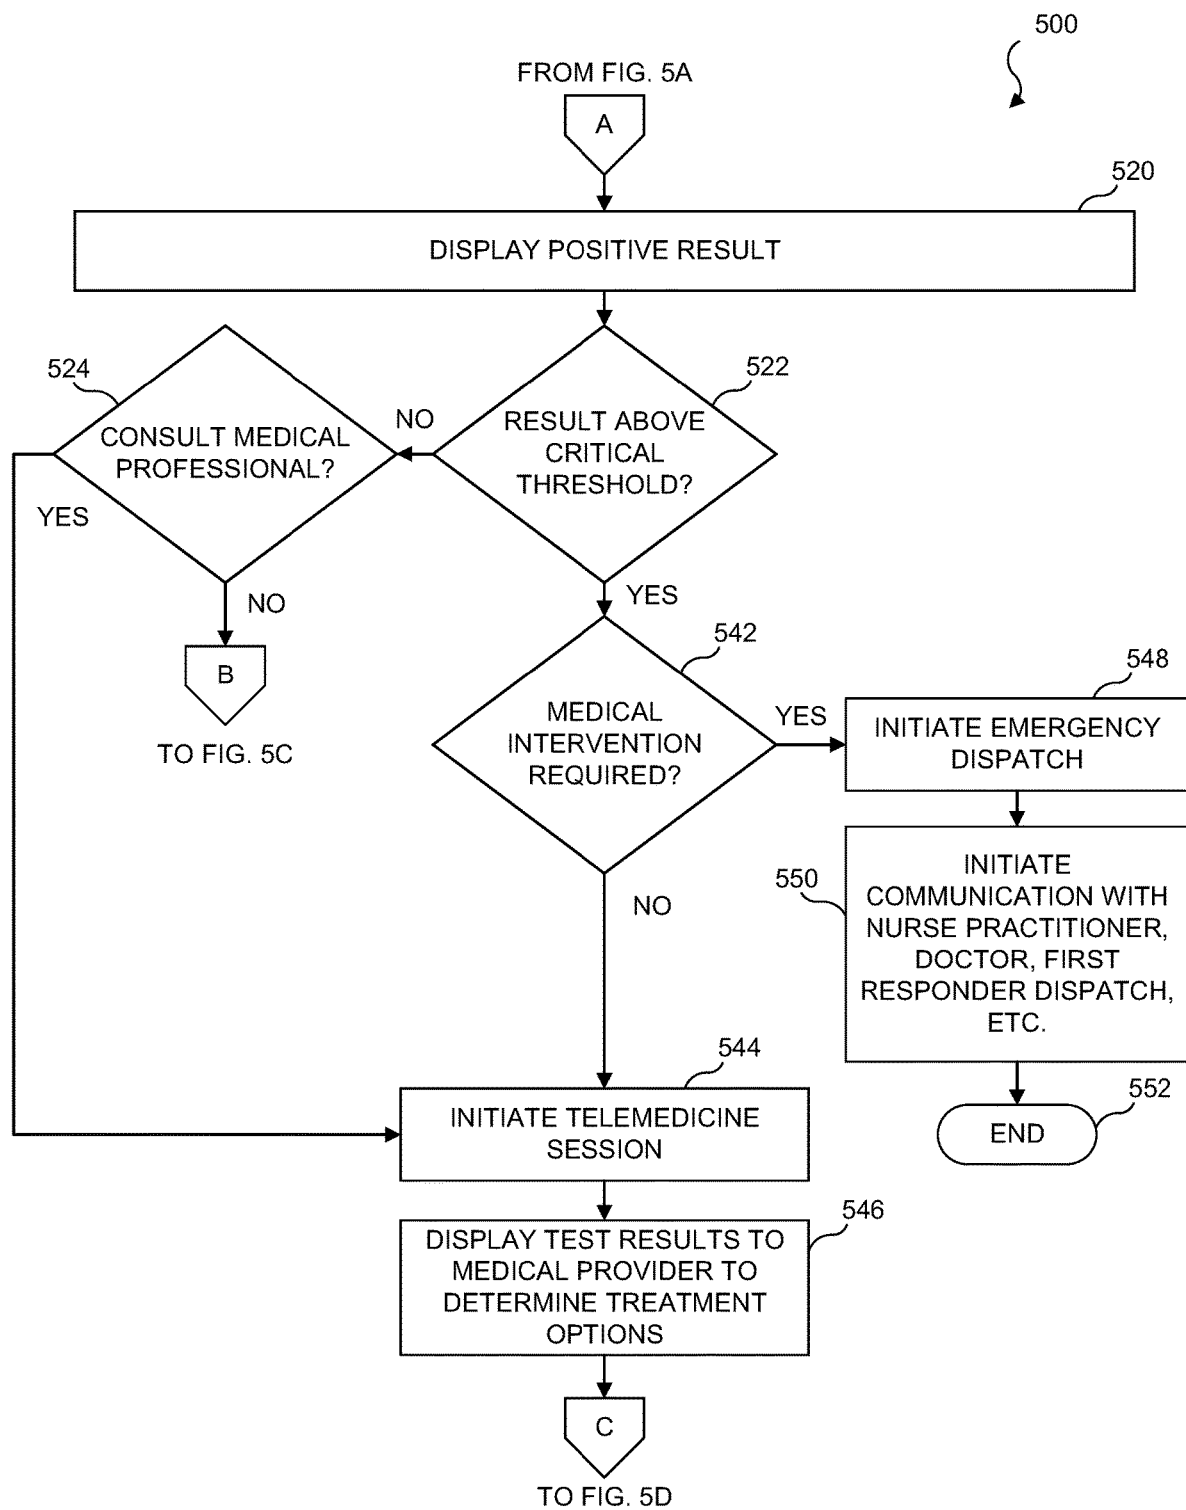 500
FROM FIG. 5A
A
520
DISPLAY POSITIVE RESULT
524
CONSULT MEDICAL
PROFESSIONAL?
NO
522
RESULT ABOVE
CRITICAL
THRESHOLD?
YES
NO
B
TO FIG. 5C
YES
542
MEDICAL
INTERVENTION
REQUIRED?
YES
548
INITIATE EMERGENCY
DISPATCH
550
INITIATE
COMMUNICATION WITH
NURSE PRACTITIONER,
DOCTOR, FIRST
RESPONDER DISPATCH,
ETC.
552
END
NO
544
INITIATE TELEMEDICINE
SESSION
546
DISPLAY TEST RESULTS TO
MEDICAL PROVIDER TO
DETERMINE TREATMENT
OPTIONS
C
TO FIG. 5D